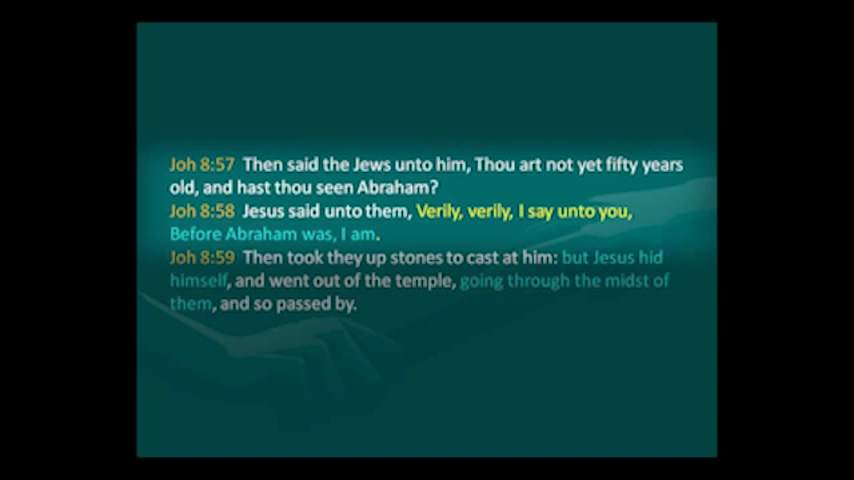 Joh 8:57 Then said the Jews unto him, Thou art not yet fifty years
old, and hast thou seen Abraham?
Joh 8:58 Jesus said unto them, Verily, verily, I say unto you,
Before Abraham was, I am.
Joh 8:59 Then took they up stones to cast at him: but Jesus hid
himself, and went out of the temple, going through the midst of
them, and so passed by.